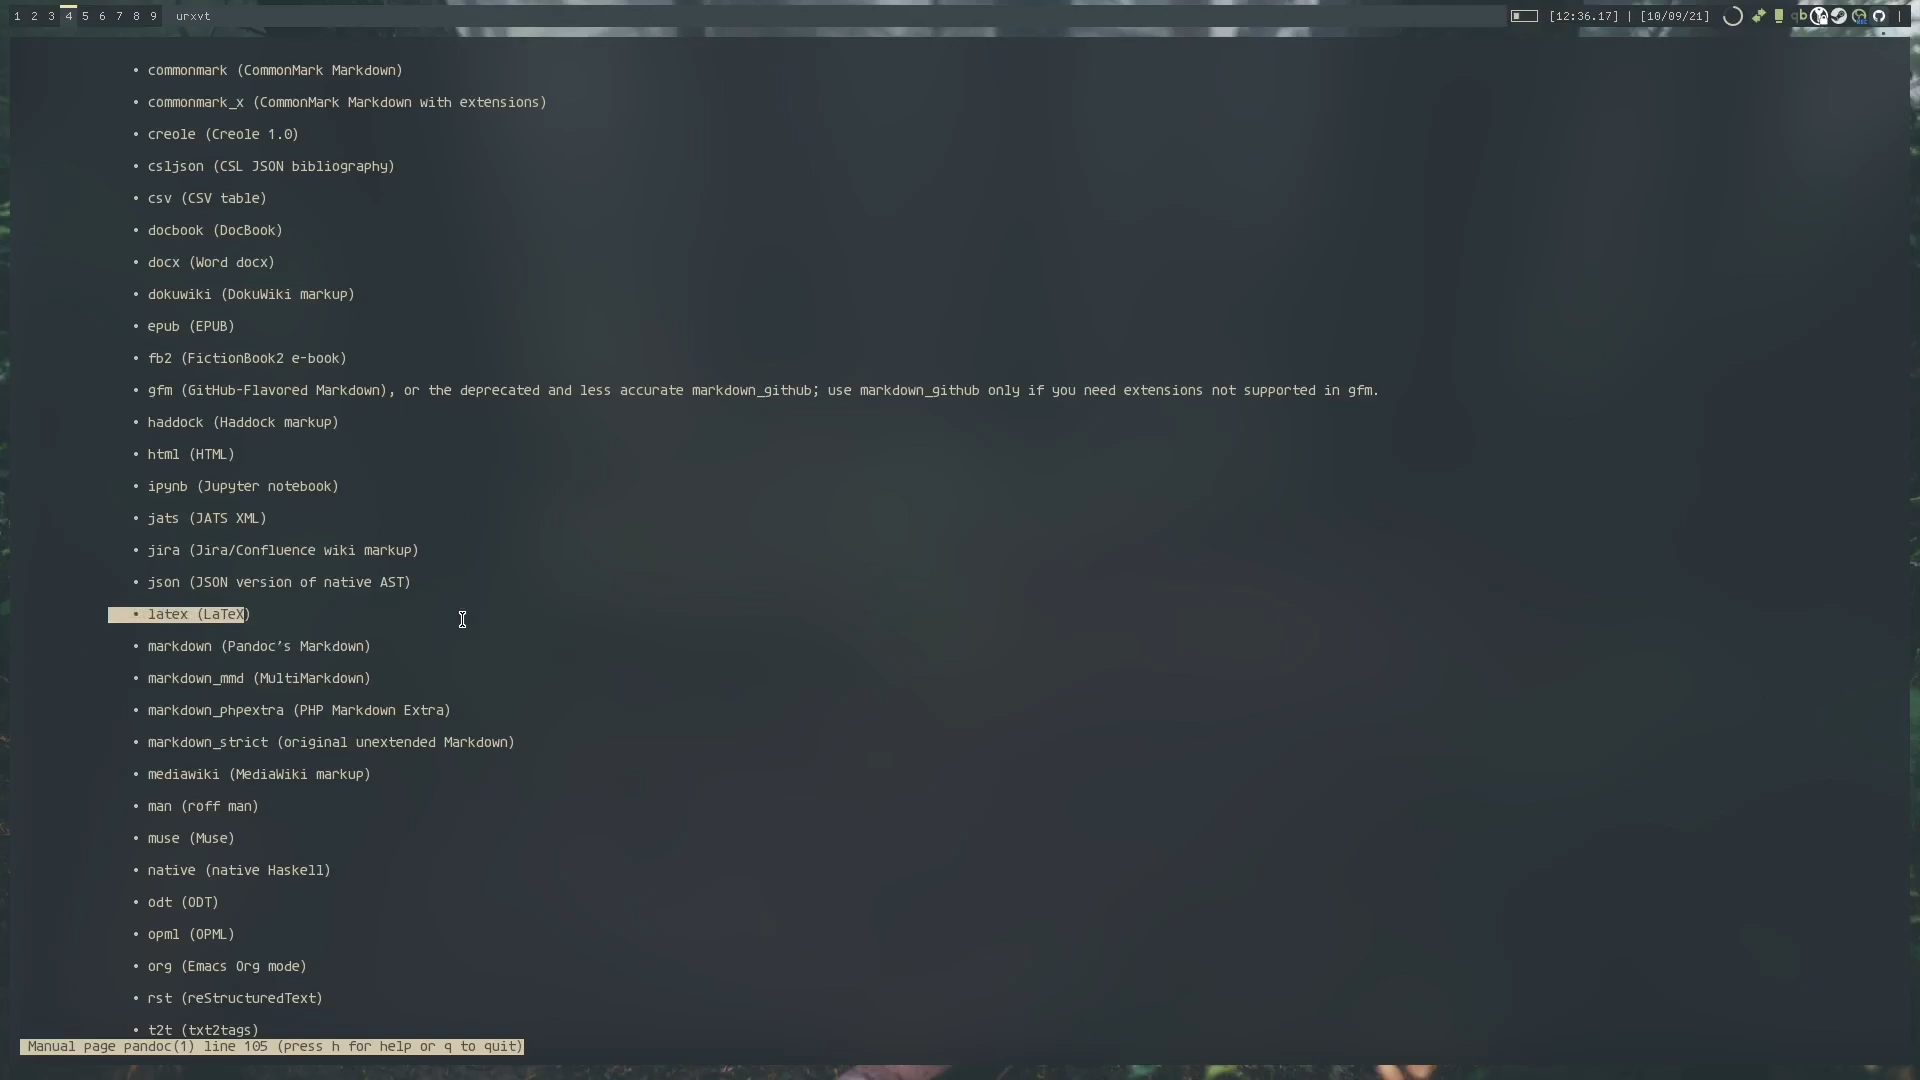 1 2 3 4 5 6 7 8 9 urxvt [12:36.17] | [10/09/21] qb |
• commonmark (CommonMark Markdown)
• commonmark_x (CommonMark Markdown with extensions)
• creole (Creole 1.0)
• csljson (CSL JSON bibliography)
• csv (CSV table)
• docbook (DocBook)
• docx (Word docx)
• dokuwiki (DokuWiki markup)
• epub (EPUB)
• fb2 (FictionBook2 e-book)
• gfm (GitHub-Flavored Markdown), or the deprecated and less accurate markdown_github; use markdown_github only if you need extensions not supported in gfm.
• haddock (Haddock markup)
• html (HTML)
• ipynb (Jupyter notebook)
• jats (JATS XML)
• jira (Jira/Confluence wiki markup)
• json (JSON version of native AST)
• latex (LaTeX)
• markdown (Pandoc’s Markdown)
• markdown_mmd (MultiMarkdown)
• markdown_phpextra (PHP Markdown Extra)
• markdown_strict (original unextended Markdown)
• mediawiki (MediaWiki markup)
• man (roff man)
• muse (Muse)
• native (native Haskell)
• odt (ODT)
• opml (OPML)
• org (Emacs Org mode)
• rst (reStructuredText)
• t2t (txt2tags)
Manual page pandoc(1) line 105 (press h for help or q to quit)